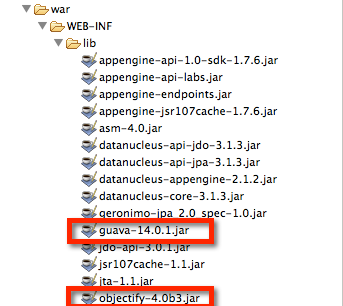 war
WEB-INF
lib
appengine-api-1.0-sdk-1.7.6.jar
appengine-api-labs.jar
appengine-endpoints.jar
appengine-jsr107cache-1.7.6.jar
asm-4.0.jar
datanucleus-api-jdo-3.1.3.jar
datanucleus-api-jpa-3.1.3.jar
datanucleus-appengine-2.1.2.jar
datanucleus-core-3.1.3.jar
geronimo-jpa_2.0_spec-1.0.jar
guava-14.0.1.jar
jdo-api-3.0.1.jar
jsr107cache-1.1.jar
jta-1.1.jar
objectify-4.0b3.jar